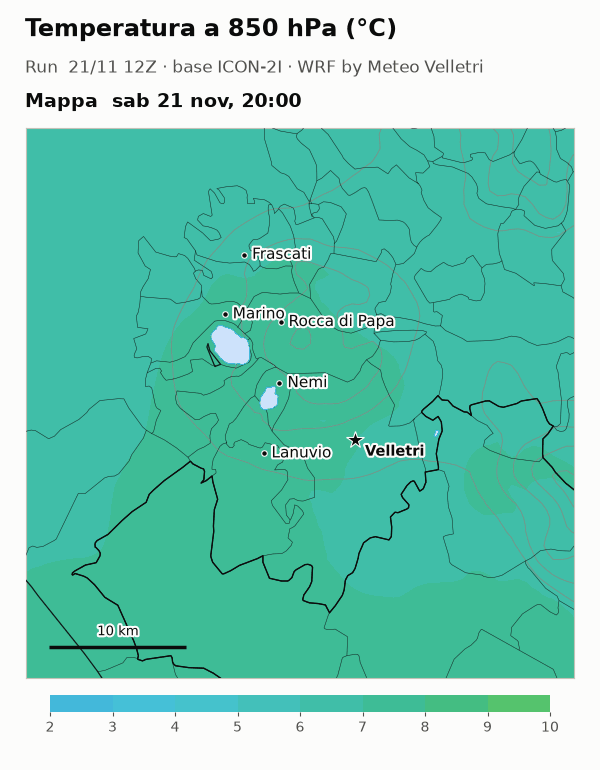 Temperatura a 850 hPa (°C)
Run  21/11 12Z · base ICON-2I · WRF by Meteo Velletri
Mappa  sab 21 nov, 20:00
Frascati
Marino
Rocca di Papa
Nemi
Velletri
Lanuvio
10 km
2 3 4 5 6 7 8 9 10